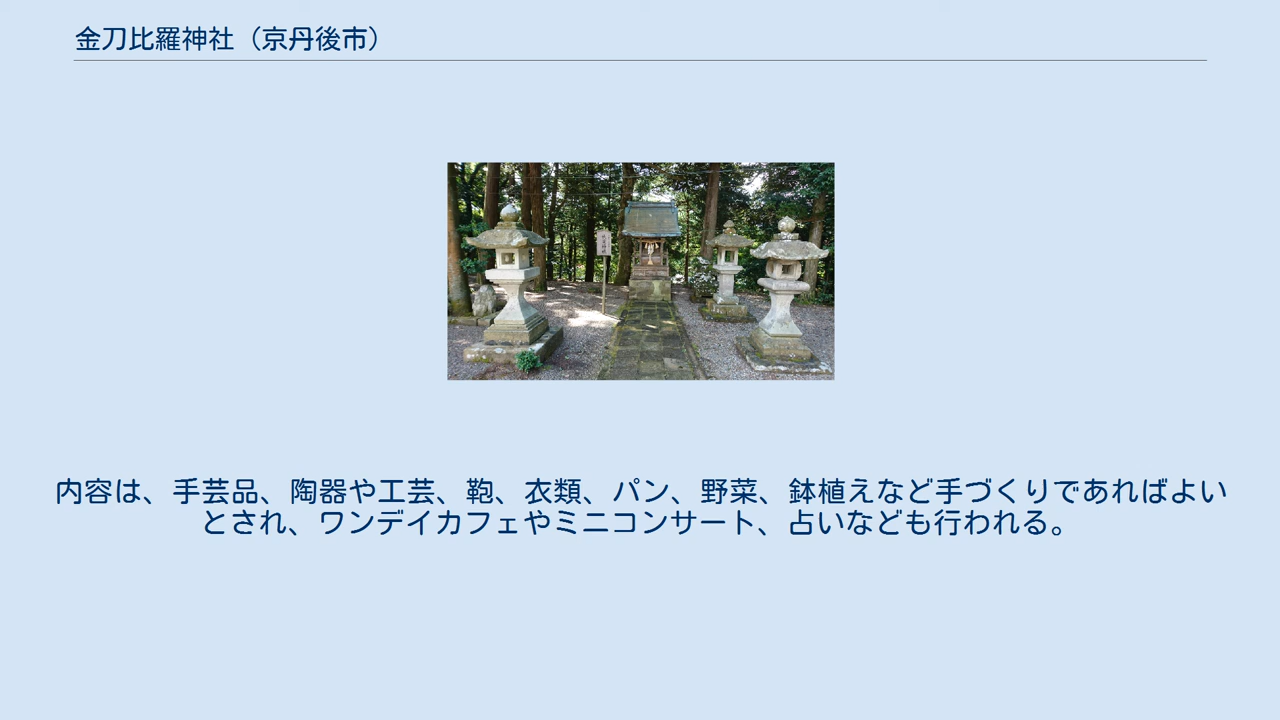 金刀比羅神社（京丹後市）
内容は、手芸品、陶器や工芸、鞄、衣類、パン、野菜、鉢植えなど手づくりであればよい
とされ、ワンデイカフェやミニコンサート、占いなども行われる。